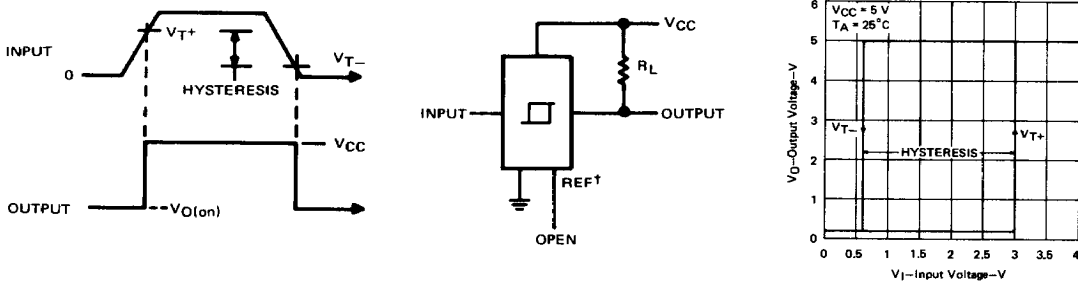 INPUT
0
VT+
VT–
HYSTERESIS
VCC
OUTPUT
VO(on)
VCC
RL
INPUT
OUTPUT
REF†
OPEN
VCC = 5 V
TA = 25°C
VO–Output Voltage–V
6
5
4
3
2
1
0
VT–
VT+
HYSTERESIS
0 0.5 1 1.5 2 2.5 3 3.5 4
VI–Input Voltage–V